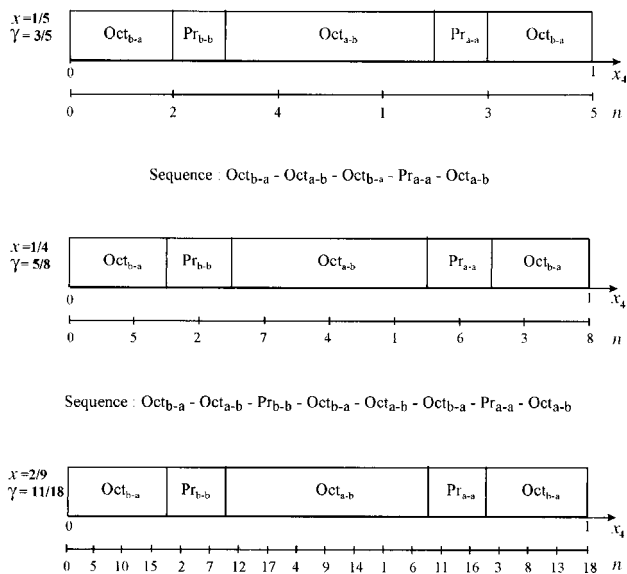 x =1/5
γ = 3/5
Oct_b-a Pr_b-b Oct_a-b Pr_a-a Oct_b-a
0 1 x_4
0 2 4 1 3 5 n
Sequence : Oct_b-a - Oct_a-b - Oct_b-a - Pr_a-a - Oct_a-b
x =1/4
γ = 5/8
Oct_b-a Pr_b-b Oct_a-b Pr_a-a Oct_b-a
0 1 x_4
0 5 2 7 4 1 6 3 8 n
Sequence : Oct_b-a - Oct_a-b - Pr_b-b - Oct_b-a - Oct_a-b - Oct_b-a - Pr_a-a - Oct_a-b
x =2/9
γ = 11/18
Oct_b-a Pr_b-b Oct_a-b Pr_a-a Oct_b-a
0 1 x_4
0 5 10 15 2 7 12 17 4 9 14 1 6 11 16 3 8 13 18 n